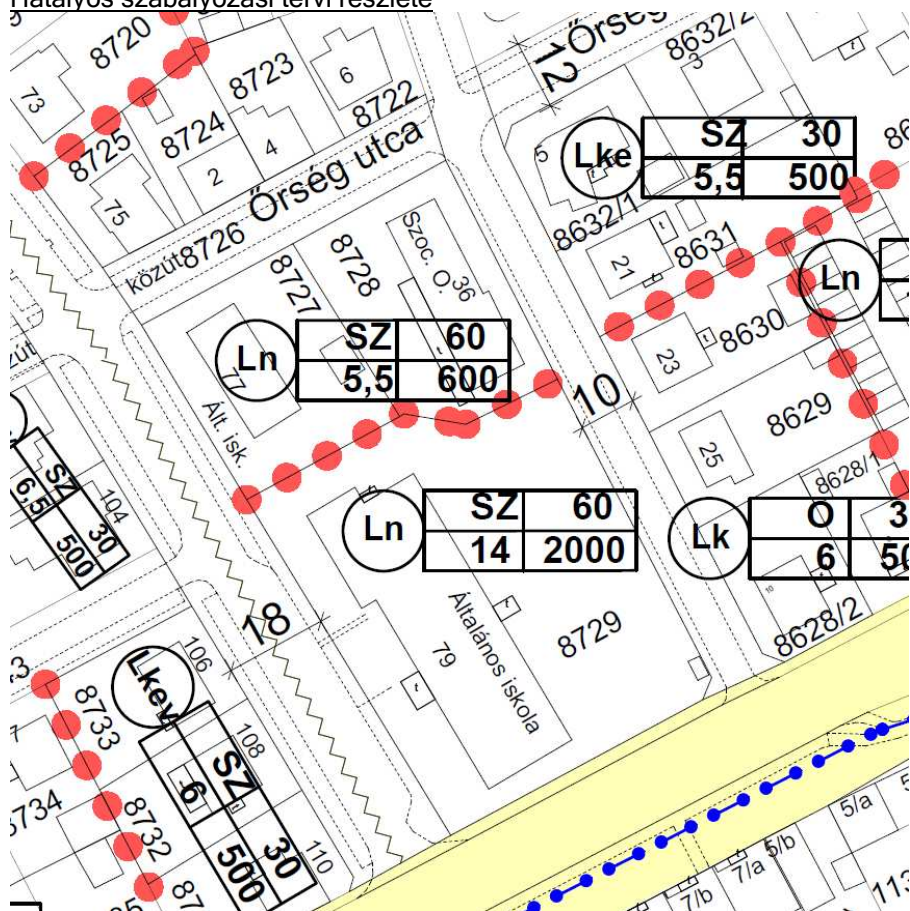 Hatályos szabályozási tervi részlete
8720
8723
6
8722
12
Őrség
8632/2
3
t
73
8725
8724
2
4
75
Őrség utca
8726
közút
5
Lke
SZ 30
5,5 500
8632/1
t
21
8631
Ln
8727
8728
Szoc. O.
36
t
77
Ált. isk.
Ln
SZ 60
5,5 600
10
23
t
8630
8629
25
8628/1
SZ 30
6,5 500
104
Ln
SZ 60
14 2000
Lk
O
6
t
8628/2
18
Általános iskola
79
t
t
8729
106
Lkev
SZ 30
6 500
8733
108
t
8734
8732
110
5/a
5/b
7/a
7/b
t
113